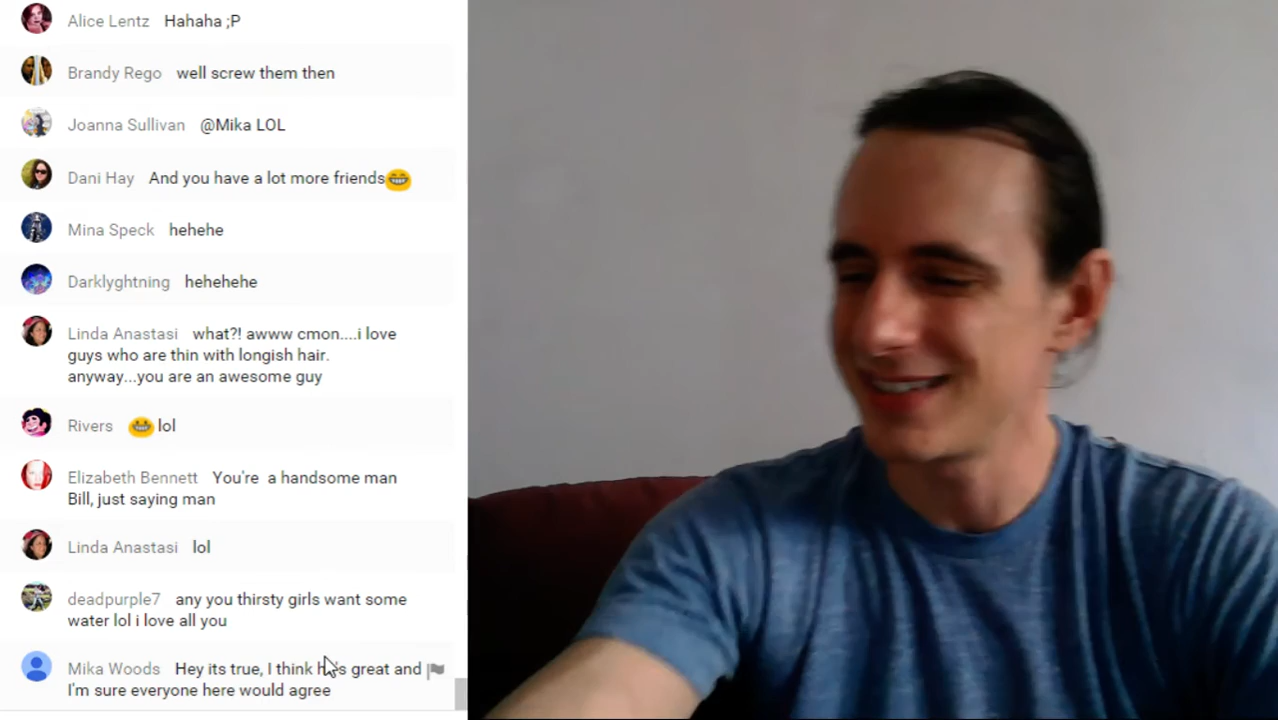 Alice Lentz Hahaha ;P
Brandy Rego well screw them then
Joanna Sullivan @Mika LOL
Dani Hay And you have a lot more friends😁
Mina Speck hehehe
Darklyghtning hehehehe
Linda Anastasi what?! awww cmon....i love
guys who are thin with longish hair.
anyway...you are an awesome guy
Rivers 😁 lol
Elizabeth Bennett You're a handsome man
Bill, just saying man
Linda Anastasi lol
deadpurple7 any you thirsty girls want some
water lol i love all you
Mika Woods Hey its true, I think he's great and
I'm sure everyone here would agree